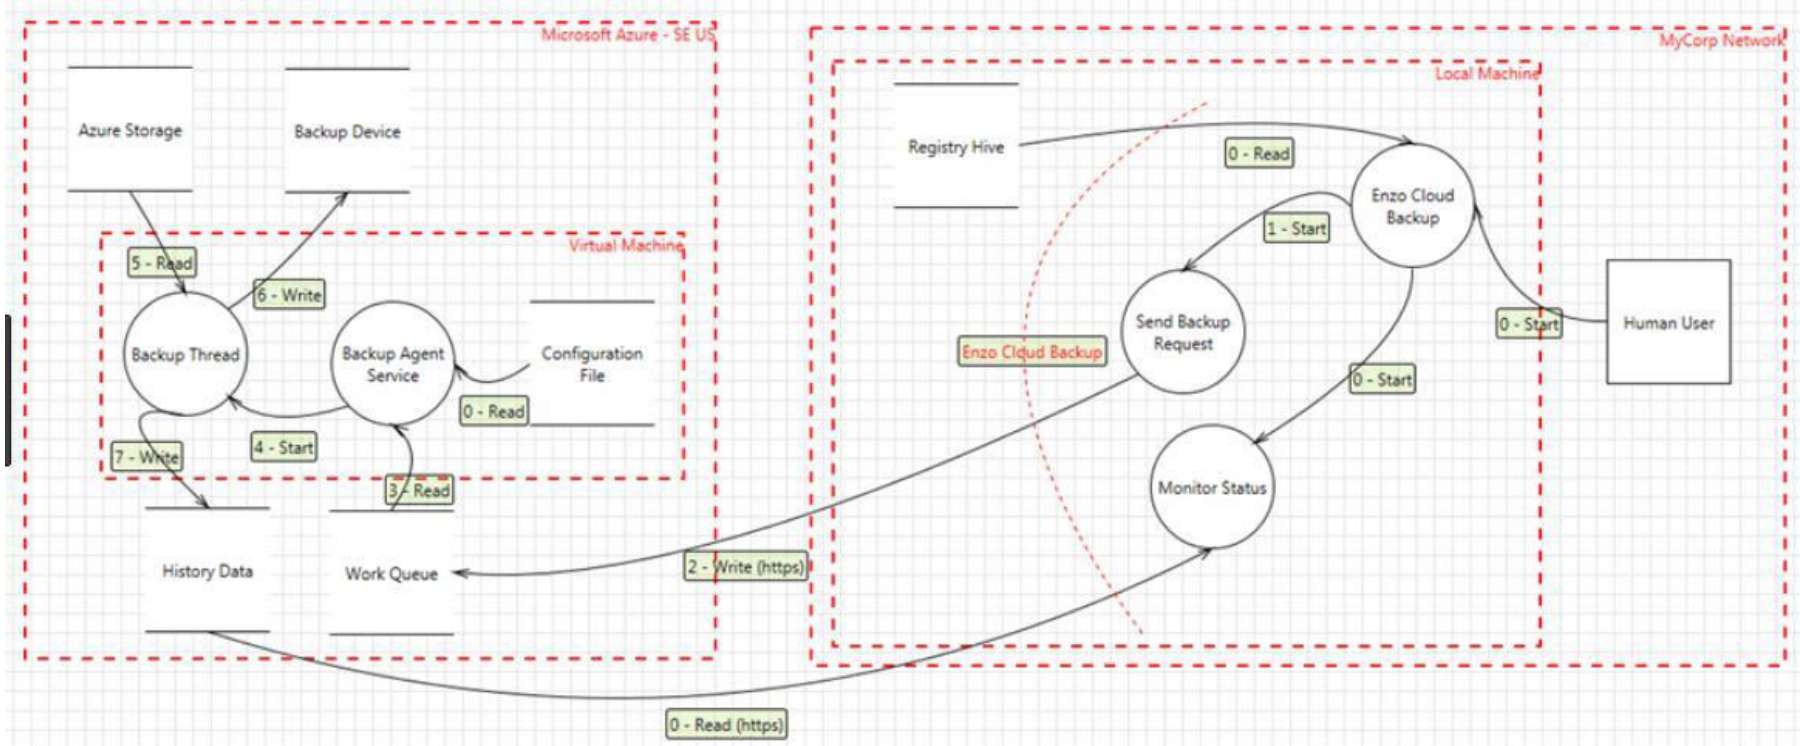 Microsoft Azure - SE US
MyCorp Network
Local Machine
Azure Storage
Backup Device
Registry Hive
0 - Read
Enzo Cloud
Backup
1 - Start
Virtual Machine
5 - Read
6 - Write
Backup Thread
Backup Agent
Service
Configuration
File
Enzo Cloud Backup
Send Backup
Request
0 - Start
Human User
0 - Start
0 - Read
7 - Write
4 - Start
3 - Read
Monitor Status
History Data
Work Queue
2 - Write (https)
0 - Read (https)